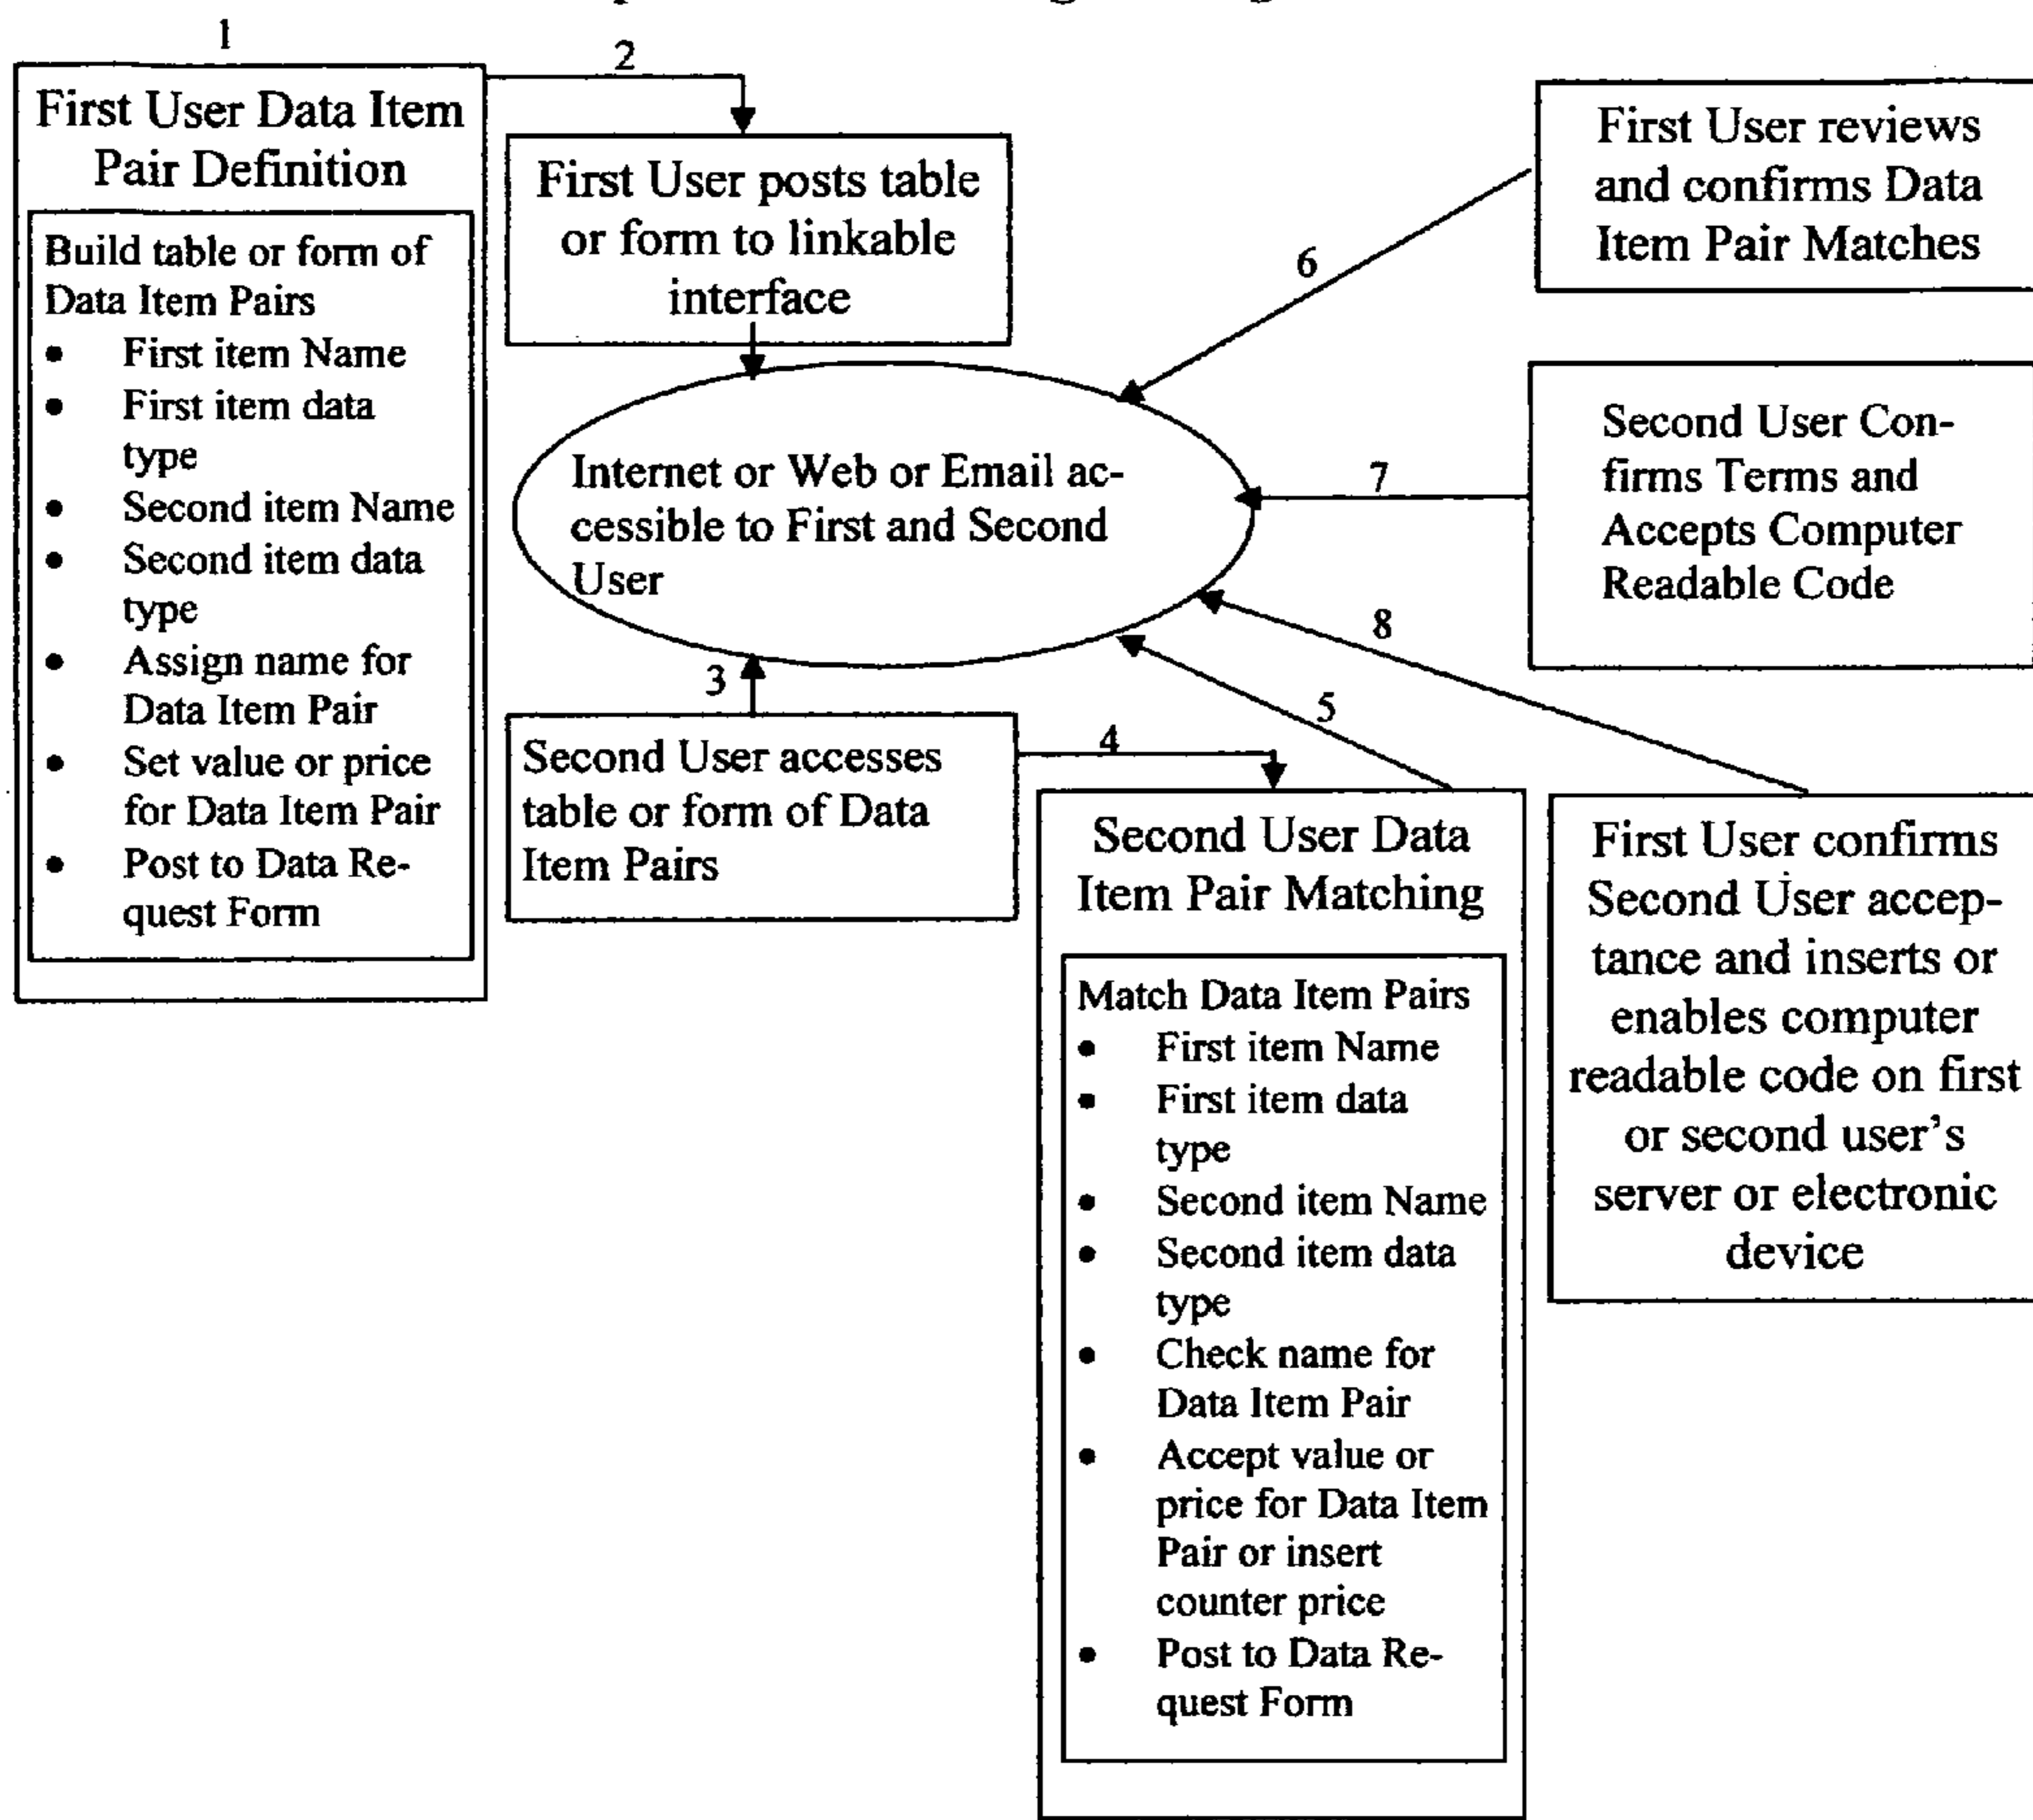 1
2
First User Data Item
Pair Definition
Build table or form of
Data Item Pairs
• First item Name
• First item data
type
• Second item Name
• Second item data
type
• Assign name for
Data Item Pair
• Set value or price
for Data Item Pair
• Post to Data Re-
quest Form
First User posts table
or form to linkable
interface
First User reviews
and confirms Data
Item Pair Matches
6
Internet or Web or Email ac-
cessible to First and Second
User
7
Second User Con-
firms Terms and
Accepts Computer
Readable Code
3
8
5
4
Second User accesses
table or form of Data
Item Pairs
Second User Data
Item Pair Matching
Match Data Item Pairs
• First item Name
• First item data
type
• Second item Name
• Second item data
type
• Check name for
Data Item Pair
• Accept value or
price for Data Item
Pair or insert
counter price
• Post to Data Re-
quest Form
First User confirms
Second User accep-
tance and inserts or
enables computer
readable code on first
or second user's
server or electronic
device